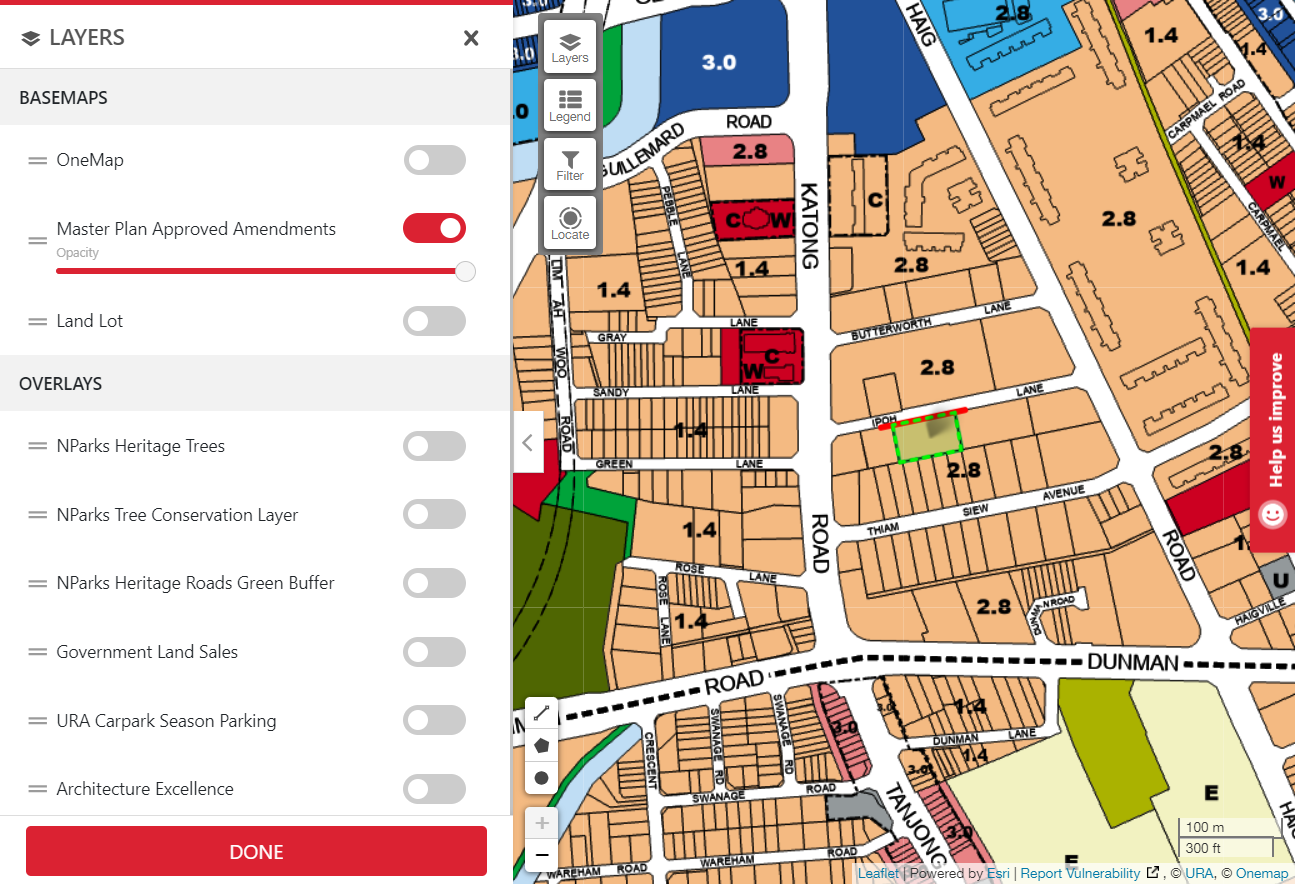 LAYERS
BASEMAPS
OneMap
Master Plan Approved Amendments
Opacity
Land Lot
OVERLAYS
NParks Heritage Trees
NParks Tree Conservation Layer
NParks Heritage Roads Green Buffer
Government Land Sales
URA Carpark Season Parking
Architecture Excellence
DONE
Layers
Legend
Filter
Locate
3.0
HAIG
2.8
1.4
3.0
1.4
3.0
ROAD
GUILLEMARD
2.8
CARPMAEL ROAD
1.4
W
PEBBLE
LANE
KATONG
C
C W
2.8
CARPMAEL
1.4
2.8
1.4
1.4
LIM AH WOO ROAD
LANE
GRAY
BUTTERWORTH LANE
C
W
2.8
SANDY LANE
IPOH LANE
1.4
Help us improve
2.8
GREEN LANE
2.8
THIAM SIEW AVENUE
1.4
ROAD
ROAD
ROSE LANE
ROSE LANE
U
1.4
2.8
HAIGVILLE
ROAD
DUNMAN
SWANAGE RD
SWANAGE RD
3.0
3.0
1.4
DUNMAN LANE
1.4
3.0
CRESCENT
SWANAGE ROAD
TANJONG
3.0
E
E
WAREHAM ROAD
WAREHAM ROAD
100 m
300 ft
Leaflet | Powered by Esri | Report Vulnerability , © URA, © Onemap